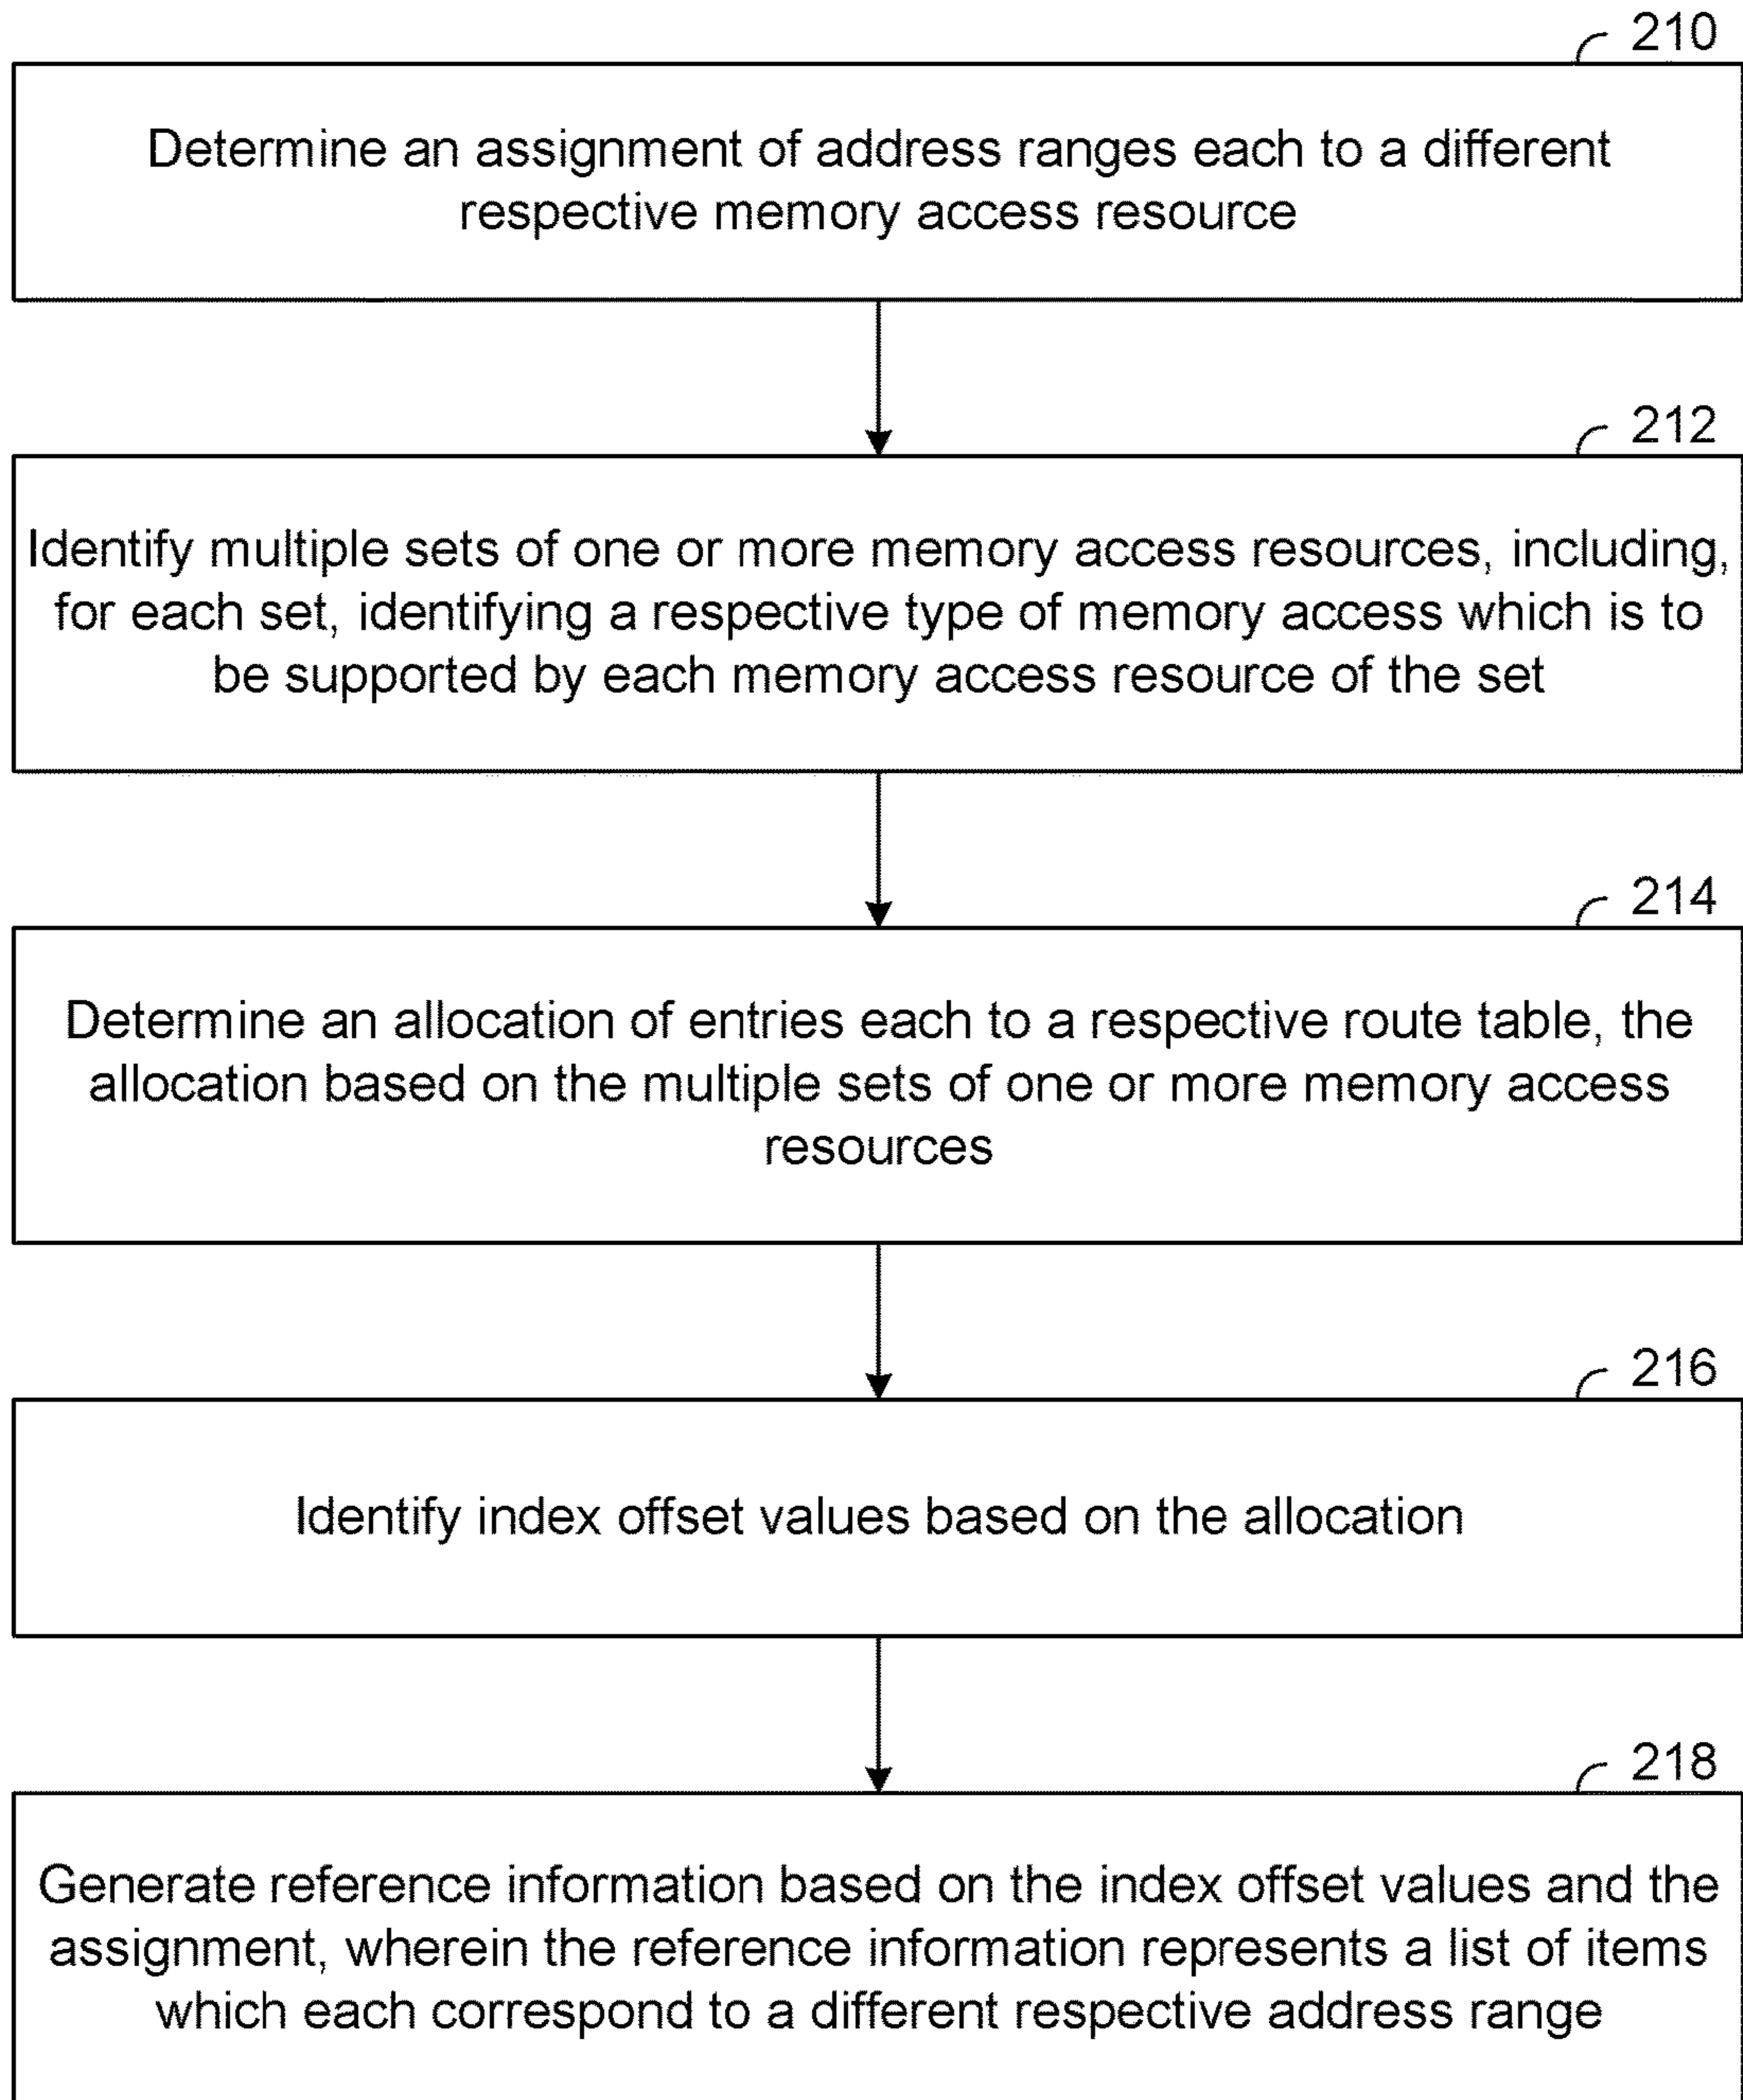 210
Determine an assignment of address ranges each to a different
respective memory access resource
212
Identify multiple sets of one or more memory access resources, including,
for each set, identifying a respective type of memory access which is to
be supported by each memory access resource of the set
214
Determine an allocation of entries each to a respective route table, the
allocation based on the multiple sets of one or more memory access
resources
216
Identify index offset values based on the allocation
218
Generate reference information based on the index offset values and the
assignment, wherein the reference information represents a list of items
which each correspond to a different respective address range